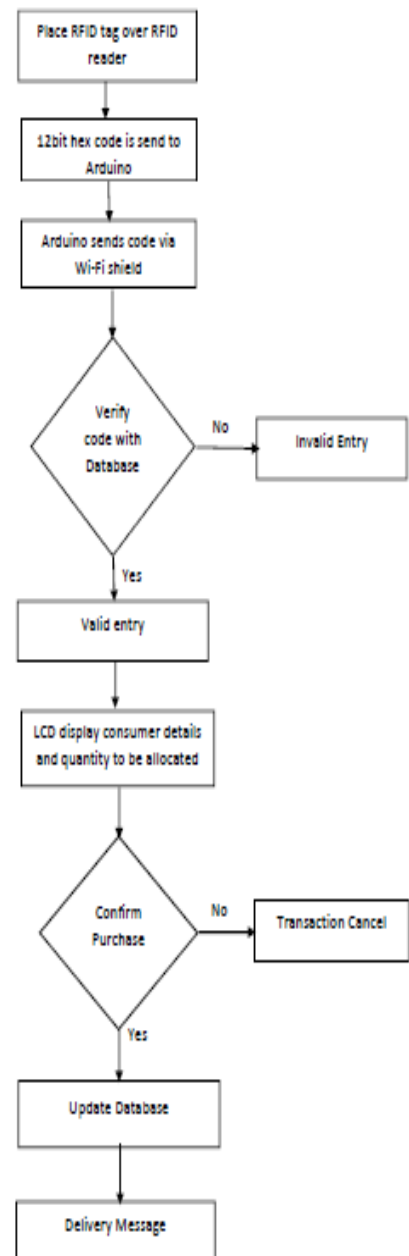 Place RFID tag over RFID
reader
12bit hex code is send to
Arduino
Arduino sends code via
Wi-Fi shield
Verify
code with
Database
No
Invalid Entry
Yes
Valid entry
LCD display consumer details
and quantity to be allocated
Confirm
Purchase
No
Transaction Cancel
Yes
Update Database
Delivery Message